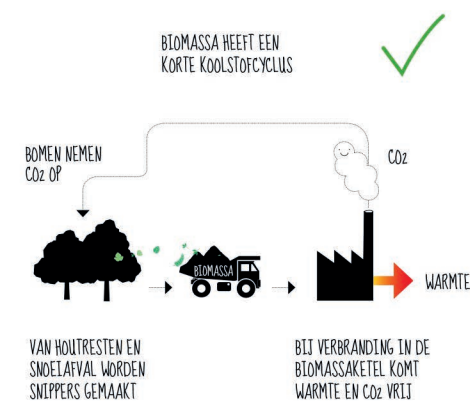 BIOMASSA HEEFT EEN
KORTE KOOLSTOFCYCLUS
BOMEN NEMEN
CO2 OP
CO2
BIOMASSA
WARMTE
VAN HOUTRESTEN EN
SNOEIAFVAL WORDEN
SNIPPERS GEMAAKT
BIJ VERBRANDING IN DE
BIOMASSAKETEL KOMT
WARMTE EN CO2 VRIJ